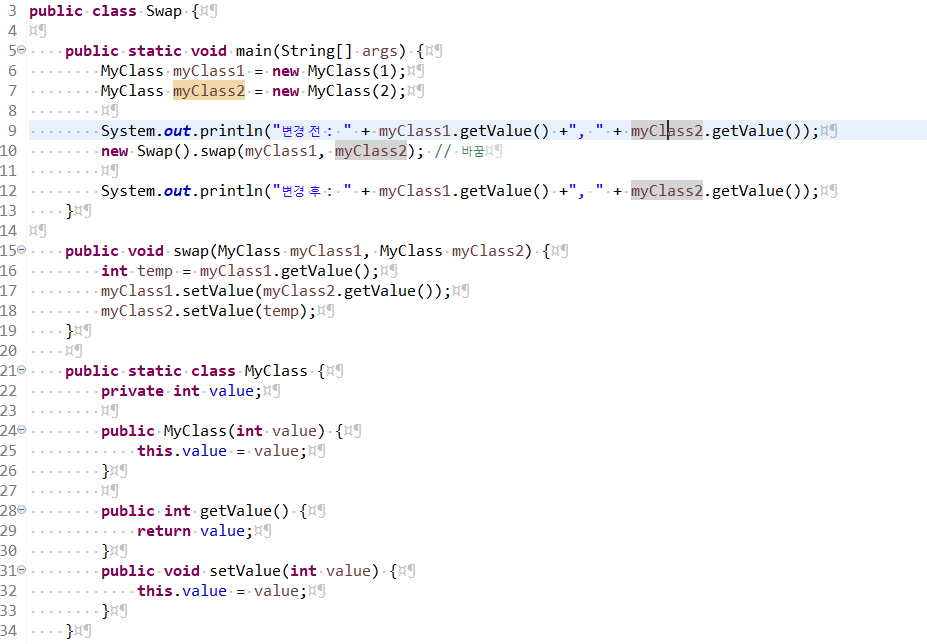 3 public class Swap {¤¶
4 ¤¶
5 public static void main(String[] args) {¤¶
6 MyClass myClass1 = new MyClass(1);¤¶
7 MyClass myClass2 = new MyClass(2);¤¶
8 ¤¶
9 System.out.println("변경 전 : " + myClass1.getValue() +", " + myClass2.getValue());¤¶
10 new Swap().swap(myClass1, myClass2); // 바꿈¤¶
11 ¤¶
12 System.out.println("변경 후 : " + myClass1.getValue() +", " + myClass2.getValue());¤¶
13 }¤¶
14 ¤¶
15 public void swap(MyClass myClass1, MyClass myClass2) {¤¶
16 int temp = myClass1.getValue();¤¶
17 myClass1.setValue(myClass2.getValue());¤¶
18 myClass2.setValue(temp);¤¶
19 }¤¶
20 ¤¶
21 public static class MyClass {¤¶
22 private int value;¤¶
23 ¤¶
24 public MyClass(int value) {¤¶
25 this.value = value;¤¶
26 }¤¶
27 ¤¶
28 public int getValue() {¤¶
29 return value;¤¶
30 }¤¶
31 public void setValue(int value) {¤¶
32 this.value = value;¤¶
33 }¤¶
34 }¤¶